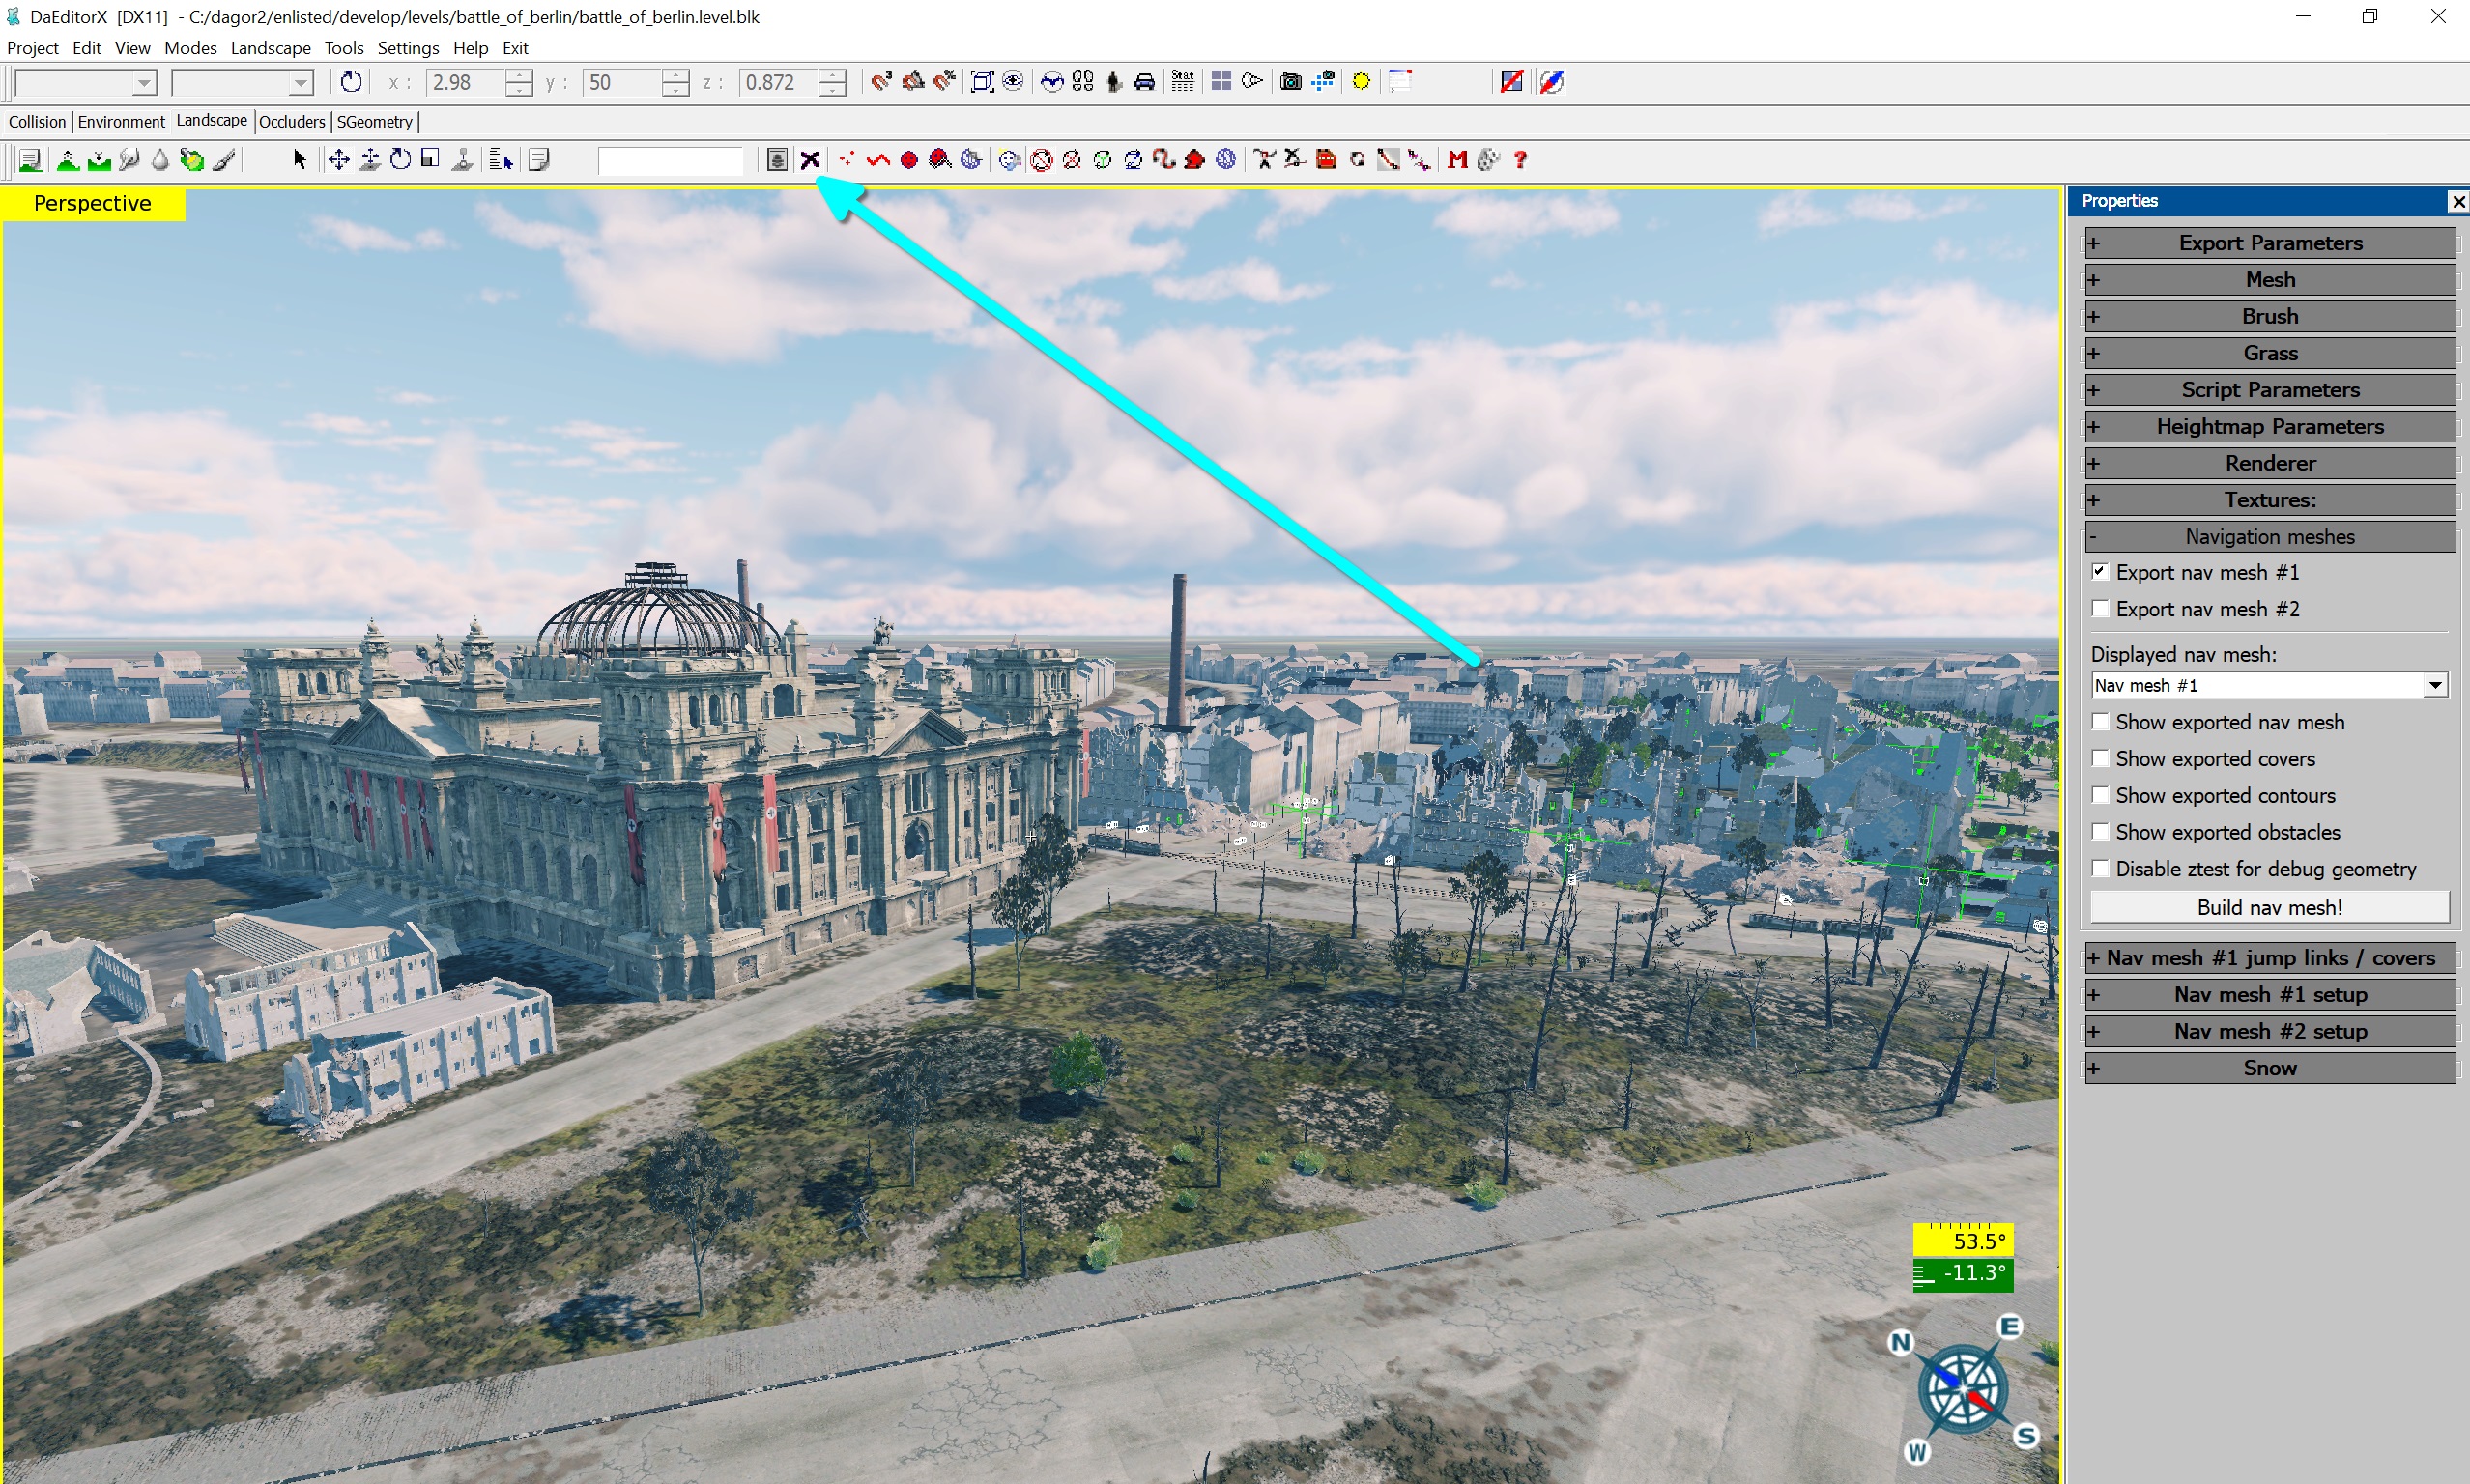 DaEditorX [DX11] - C:/dagor2/enlisted/develop/levels/battle_of_berlin/battle_of_berlin.level.blk
Project Edit View Modes Landscape Tools Settings Help Exit
x : 2.98 y : 50 z : 0.872
Stat
Collision Environment Landscape Occluders SGeometry
M ?
Perspective
Properties
+ Export Parameters
+ Mesh
+ Brush
+ Grass
+ Script Parameters
+ Heightmap Parameters
+ Renderer
+ Textures:
- Navigation meshes
Export nav mesh #1
Export nav mesh #2
Displayed nav mesh:
Nav mesh #1
Show exported nav mesh
Show exported covers
Show exported contours
Show exported obstacles
Disable ztest for debug geometry
Build nav mesh!
+ Nav mesh #1 jump links / covers
+ Nav mesh #1 setup
+ Nav mesh #2 setup
+ Snow
53.5°
-11.3°
N E
W S